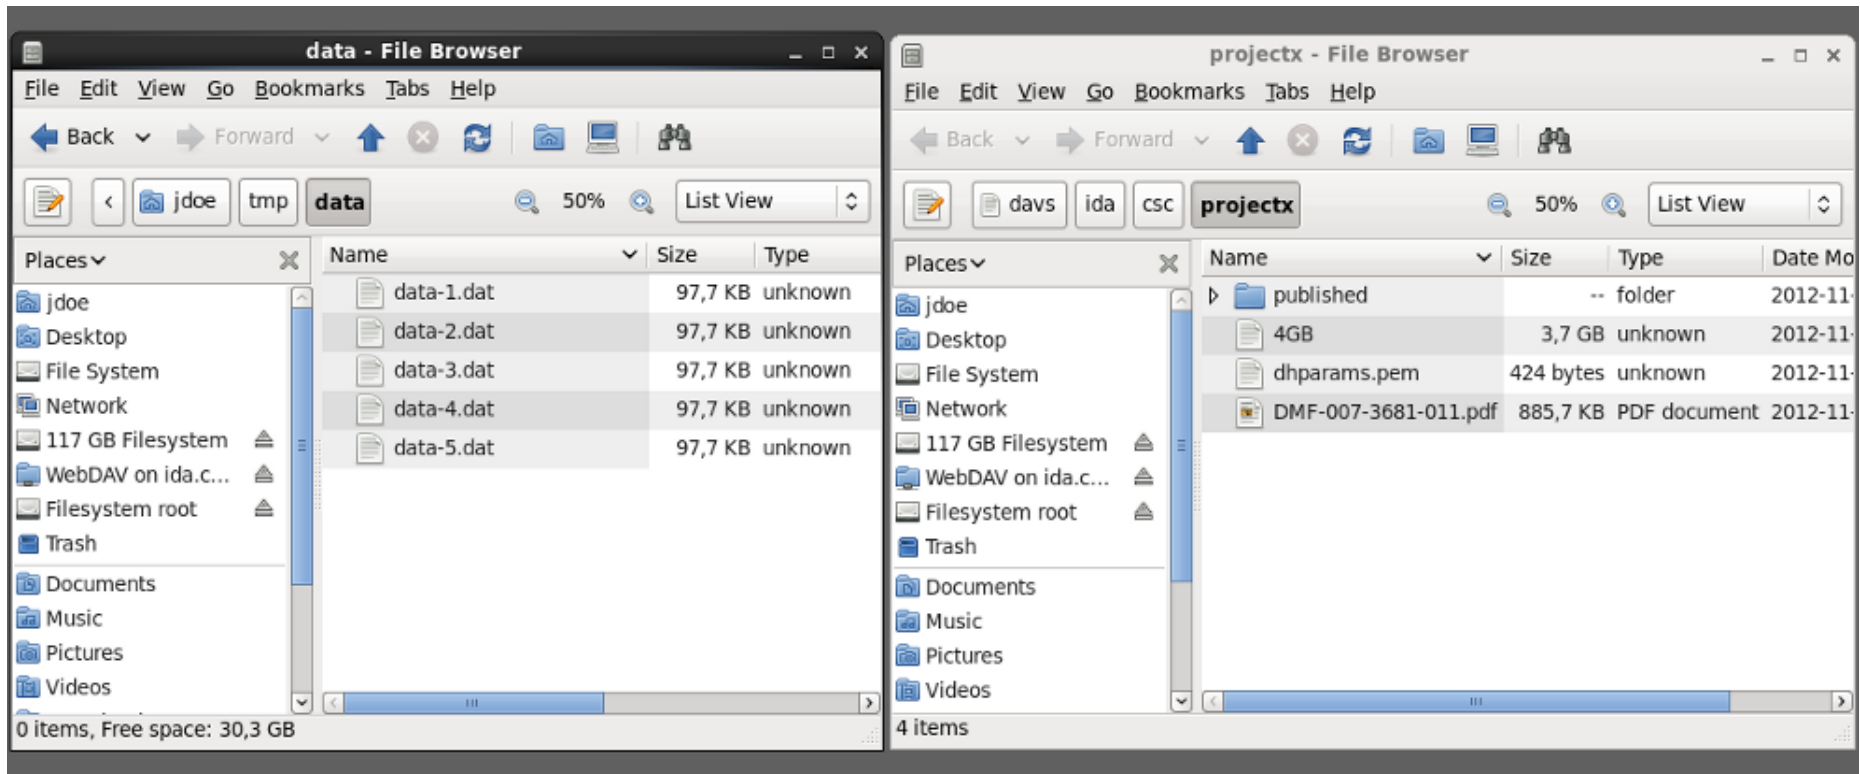 data - File Browser
File Edit View Go Bookmarks Tabs Help
Back Forward
jdoe tmp data 50% List View
Places
jdoe
Desktop
File System
Network
117 GB Filesystem
WebDAV on ida.c...
Filesystem root
Trash
Documents
Music
Pictures
Videos
Name Size Type
data-1.dat 97,7 KB unknown
data-2.dat 97,7 KB unknown
data-3.dat 97,7 KB unknown
data-4.dat 97,7 KB unknown
data-5.dat 97,7 KB unknown
0 items, Free space: 30,3 GB
projectx - File Browser
File Edit View Go Bookmarks Tabs Help
Back Forward
davs ida csc projectx 50% List View
Places
jdoe
Desktop
File System
Network
117 GB Filesystem
WebDAV on ida.c...
Filesystem root
Trash
Documents
Music
Pictures
Videos
Name Size Type Date Mo
published -- folder 2012-11-
4GB 3,7 GB unknown 2012-11-
dhparams.pem 424 bytes unknown 2012-11-
DMF-007-3681-011.pdf 885,7 KB PDF document 2012-11-
4 items